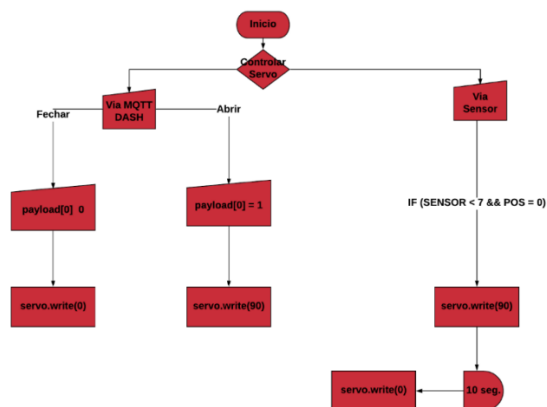 Inicio
Controlar
Servo
Via MQTT
DASH
Via
Sensor
Fechar
Abrir
payload[0]  0
payload[0] = 1
IF (SENSOR < 7 && POS = 0)
servo.write(0)
servo.write(90)
servo.write(90)
servo.write(0)
10 seg.